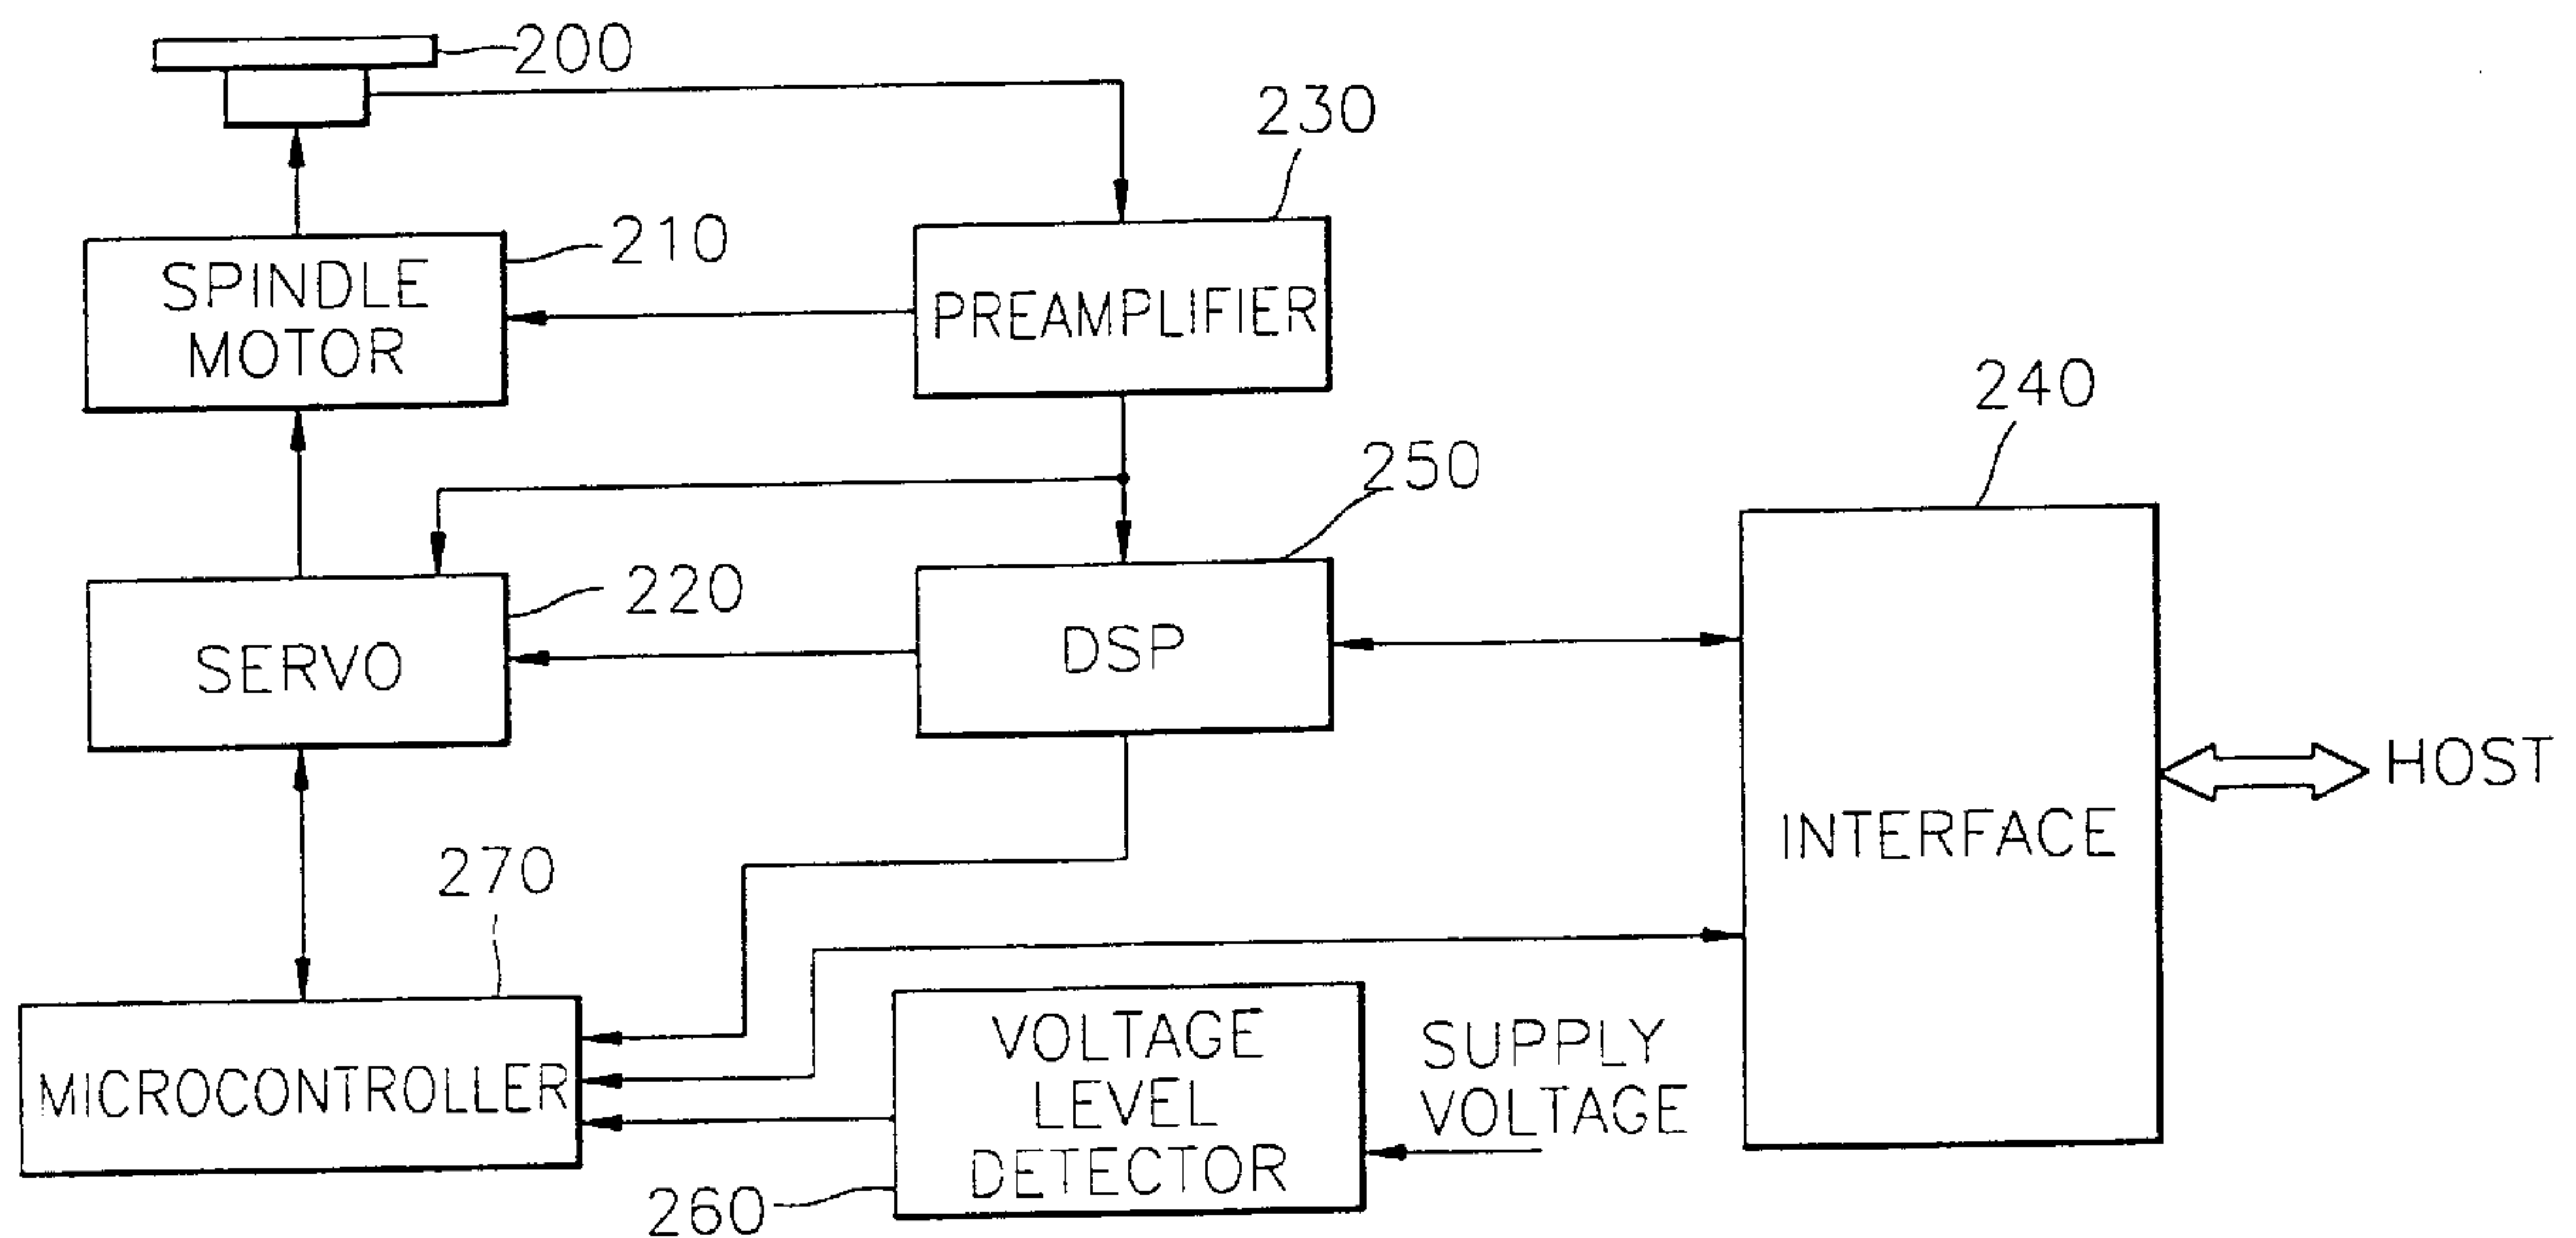 200
230
210
SPINDLE
MOTOR
PREAMPLIFIER
240
250
220
SERVO
DSP
HOST
INTERFACE
270
MICROCONTROLLER
VOLTAGE
LEVEL
DETECTOR
SUPPLY
VOLTAGE
260